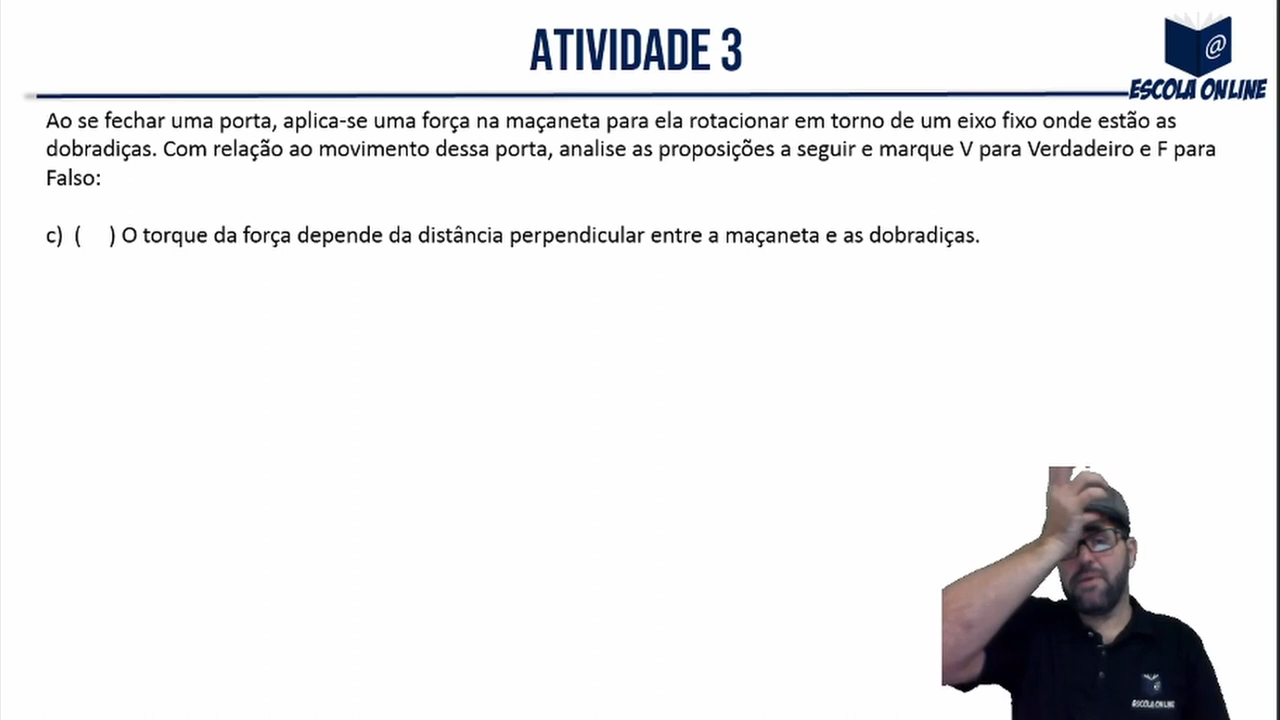 ATIVIDADE 3
@
ESCOLA ONLINE
Ao se fechar uma porta, aplica-se uma força na maçaneta para ela rotacionar em torno de um eixo fixo onde estão as
dobradiças. Com relação ao movimento dessa porta, analise as proposições a seguir e marque V para Verdadeiro e F para
Falso:
c) ( ) O torque da força depende da distância perpendicular entre a maçaneta e as dobradiças.
ESCOLA ONLINE